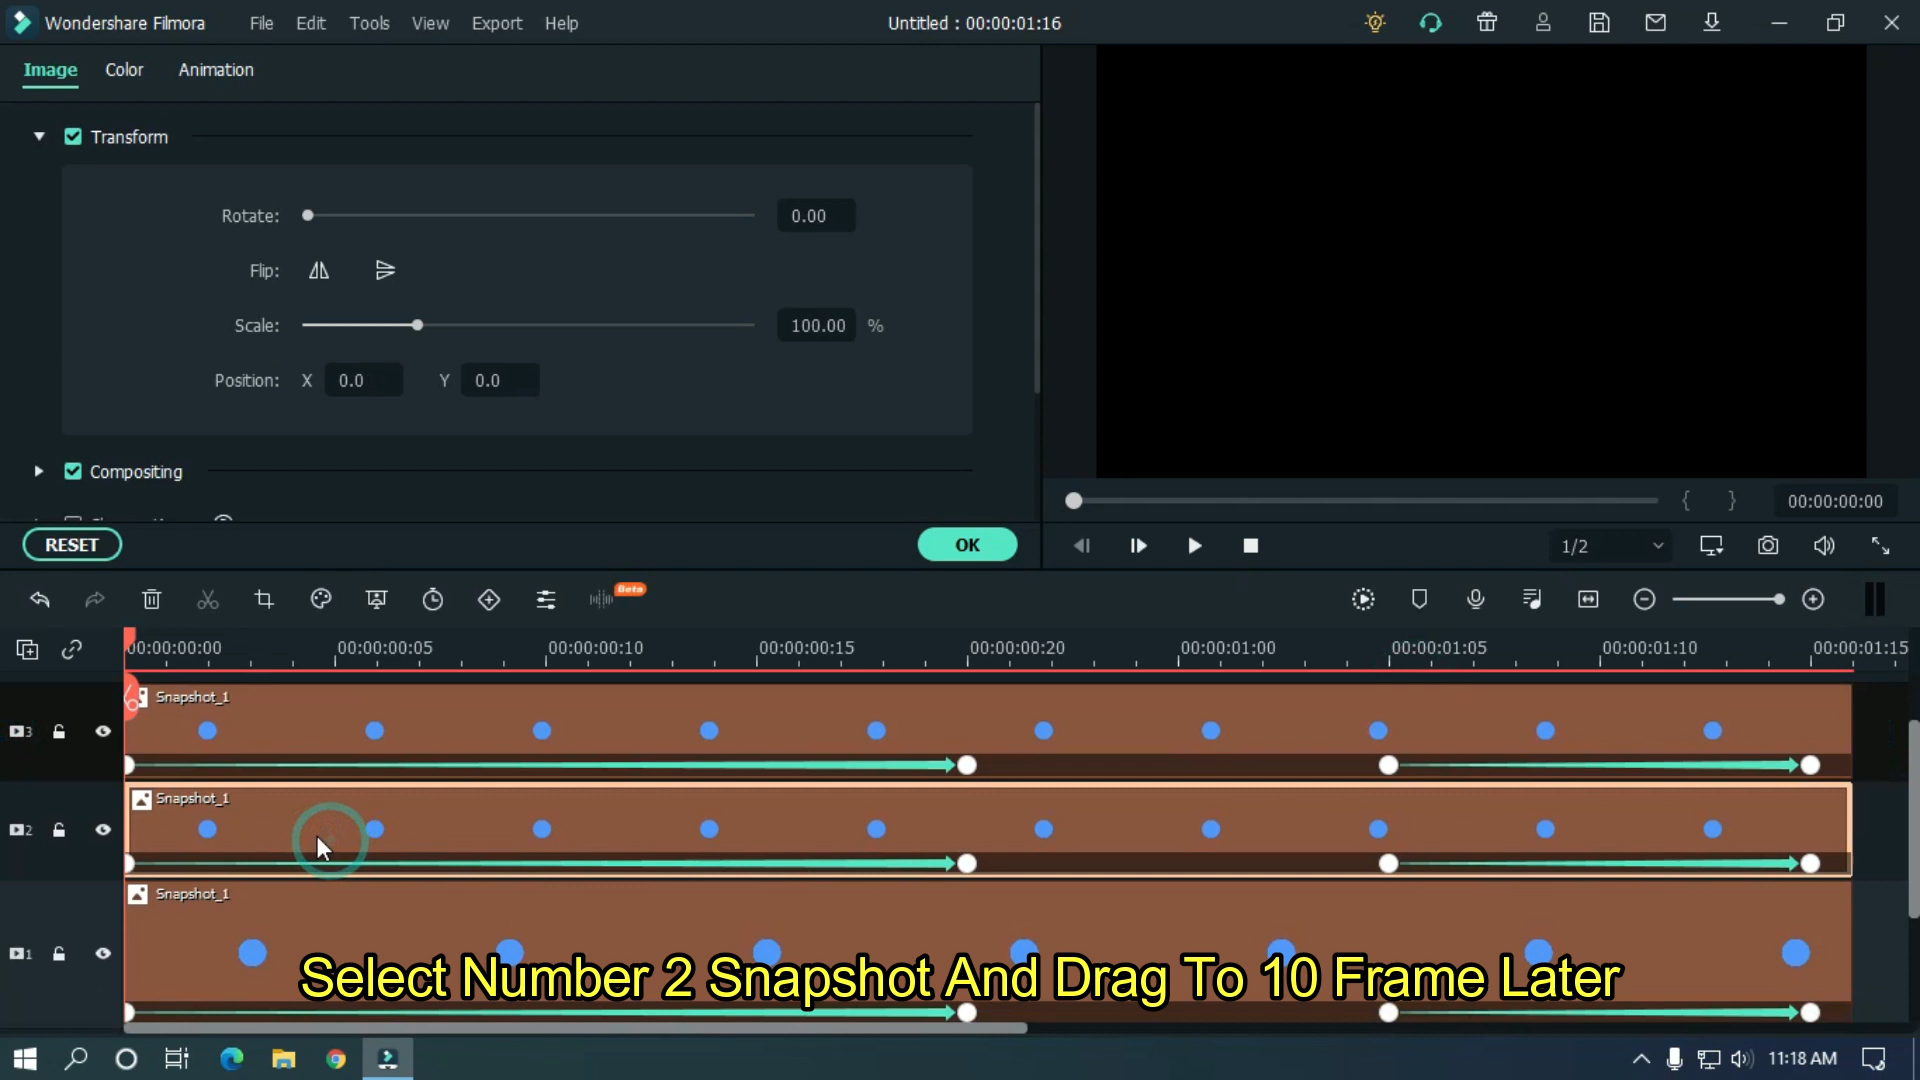 Wondershare Filmora File Edit Tools View Export Help Untitled : 00:00:01:16
Image Color Animation
Transform
Rotate: 0.00
Flip:
Scale: 100.00 %
Position: X 0.0 Y 0.0
Compositing
{ } 00:00:00:00
RESET OK 1/2
Beta
00:00:00:00 00:00:00:05 00:00:00:10 00:00:00:15 00:00:00:20 00:00:01:00 00:00:01:05 00:00:01:10 00:00:01:15
Snapshot_1
3
Snapshot_1
2
Snapshot_1
1
Select Number 2 Snapshot And Drag To 10 Frame Later
11:18 AM